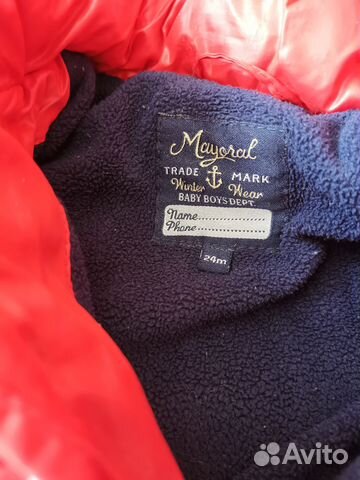 Mayoral
TRADE MARK
Winter Wear
BABY BOYS DEPT.
Name..................
Phone................
24m
Avito